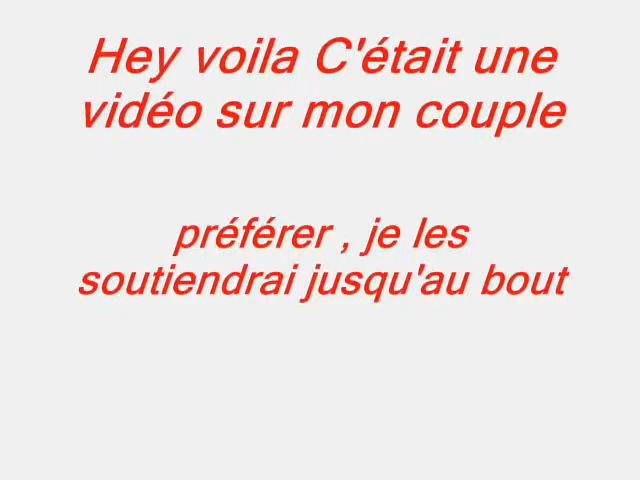 Hey voila C'était une
vidéo sur mon couple
préférer , je les
soutiendrai jusqu'au bout